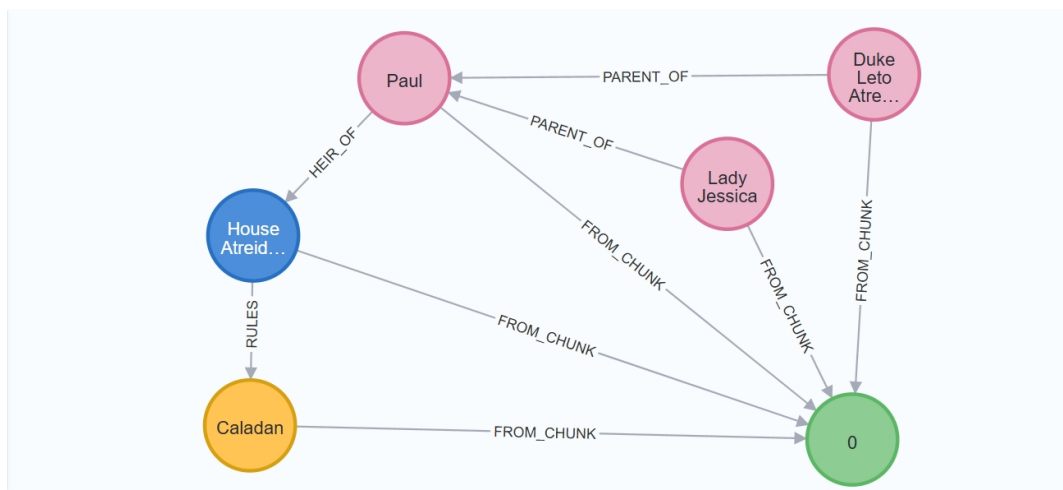 Paul
PARENT_OF
Duke
Leto
Atre…
PARENT_OF
Lady
Jessica
HEIR_OF
House
Atreid…
FROM_CHUNK
FROM_CHUNK
FROM_CHUNK
RULES
FROM_CHUNK
Caladan
FROM_CHUNK
0